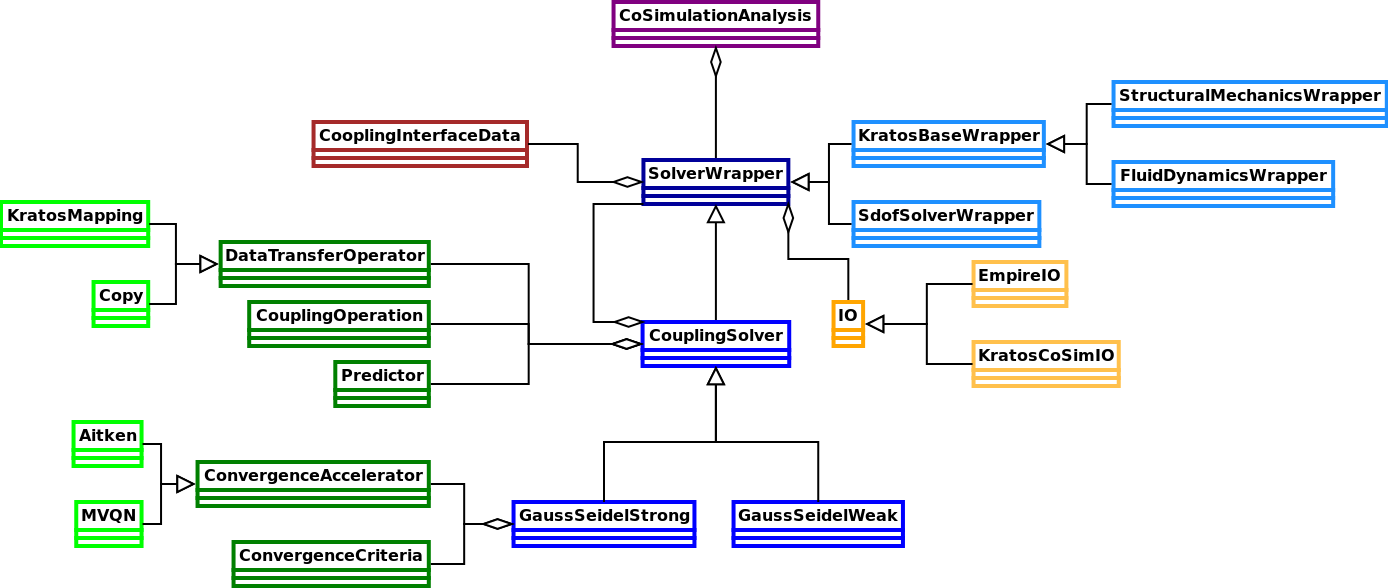 CoSimulationAnalysis
StructuralMechanicsWrapper
CooplingInterfaceData
KratosBaseWrapper
SolverWrapper
FluidDynamicsWrapper
KratosMapping
SdofSolverWrapper
DataTransferOperator
EmpireIO
Copy
CouplingOperation
IO
CouplingSolver
KratosCoSimIO
Predictor
Aitken
ConvergenceAccelerator
MVQN
GaussSeidelStrong
GaussSeidelWeak
ConvergenceCriteria